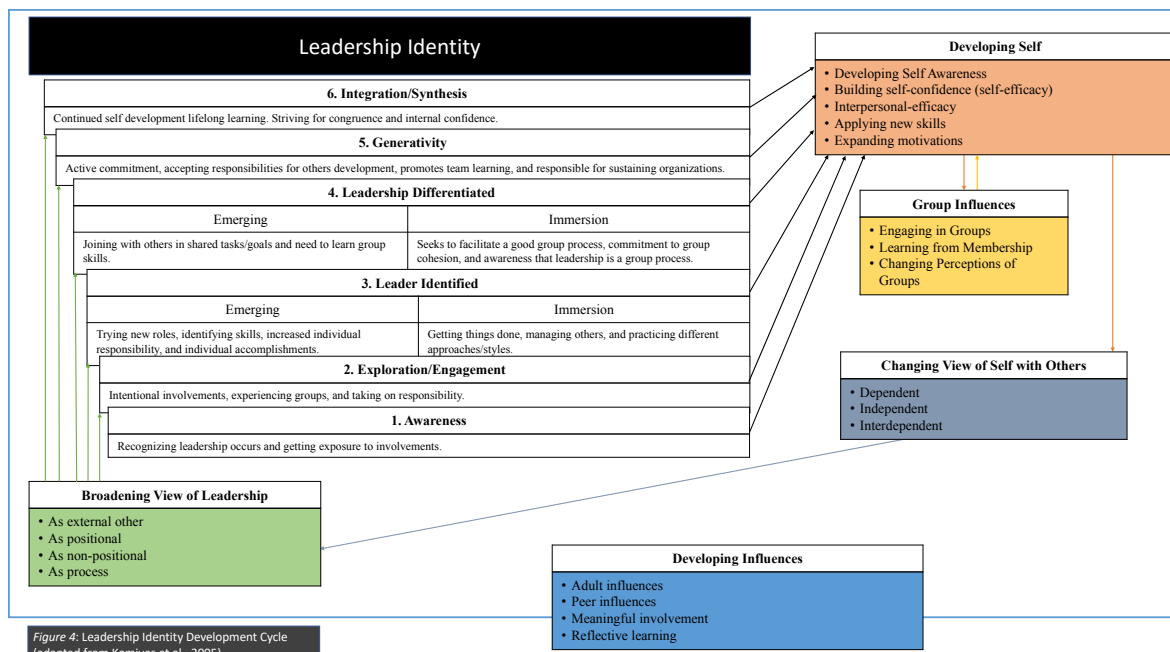 Leadership Identity
6. Integration/Synthesis
Continued self development lifelong learning. Striving for congruence and internal confidence.
5. Generativity
Active commitment, accepting responsibilities for others development, promotes team learning, and responsible for sustaining organizations.
4. Leadership Differentiated
Emerging
Immersion
Joining with others in shared tasks/goals and need to learn group
skills.
Seeks to facilitate a good group process, commitment to group
cohesion, and awareness that leadership is a group process.
3. Leader Identified
Emerging
Immersion
Trying new roles, identifying skills, increased individual
responsibility, and individual accomplishments.
Getting things done, managing others, and practicing different
approaches/styles.
2. Exploration/Engagement
Intentional involvements, experiencing groups, and taking on responsibility.
1. Awareness
Recognizing leadership occurs and getting exposure to involvements.
Developing Self
• Developing Self Awareness
• Building self-confidence (self-efficacy)
• Interpersonal-efficacy
• Applying new skills
• Expanding motivations
Group Influences
• Engaging in Groups
• Learning from Membership
• Changing Perceptions of
Groups
Changing View of Self with Others
• Dependent
• Independent
• Interdependent
Broadening View of Leadership
• As external other
• As positional
• As non-positional
• As process
Developing Influences
• Adult influences
• Peer influences
• Meaningful involvement
• Reflective learning
Figure 4: Leadership Identity Development Cycle
(adapted from Komives et al., 2005)